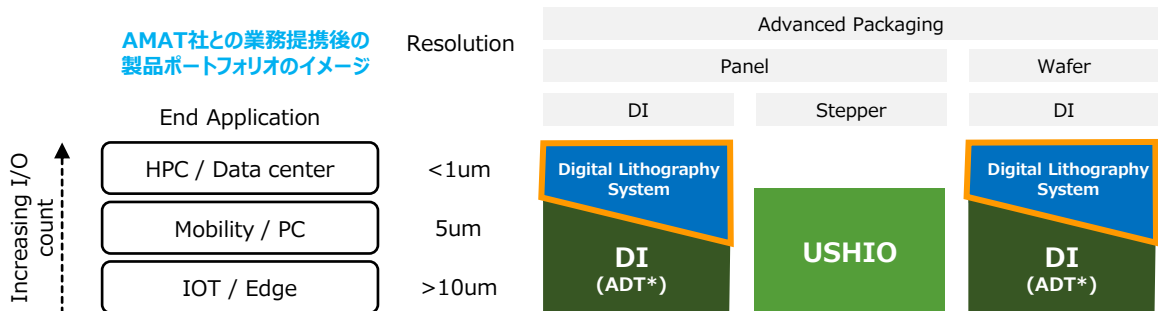 AMAT社との業務提携後の
製品ポートフォリオのイメージ
Resolution
Advanced Packaging
Panel
Wafer
End Application
DI
Stepper
DI
Increasing I/O
count
HPC / Data center
<1um
Digital Lithography
System
Digital Lithography
System
Mobility / PC
5um
USHIO
DI
(ADT*)
DI
(ADT*)
IOT / Edge
>10um